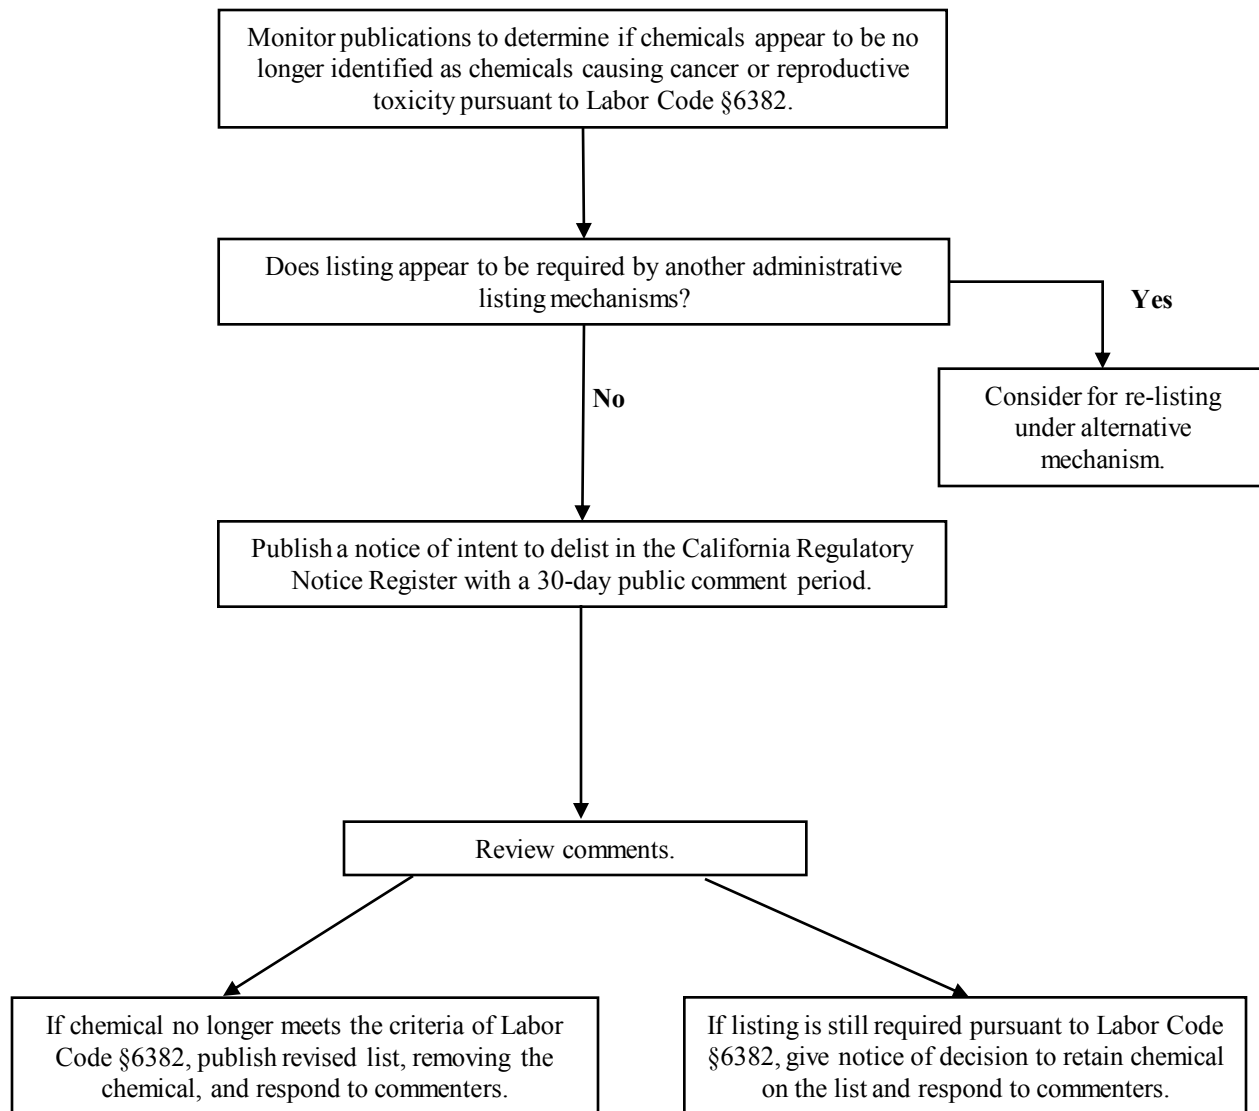 Monitor publications to determine if chemicals appear to be no
longer identified as chemicals causing cancer or reproductive
toxicity pursuant to Labor Code §6382.
Does listing appear to be required by another administrative
listing mechanisms?
Yes
No
Consider for re-listing
under alternative
mechanism.
Publish a notice of intent to delist in the California Regulatory
Notice Register with a 30-day public comment period.
Review comments.
If chemical no longer meets the criteria of Labor
Code §6382, publish revised list, removing the
chemical, and respond to commenters.
If listing is still required pursuant to Labor Code
§6382, give notice of decision to retain chemical
on the list and respond to commenters.